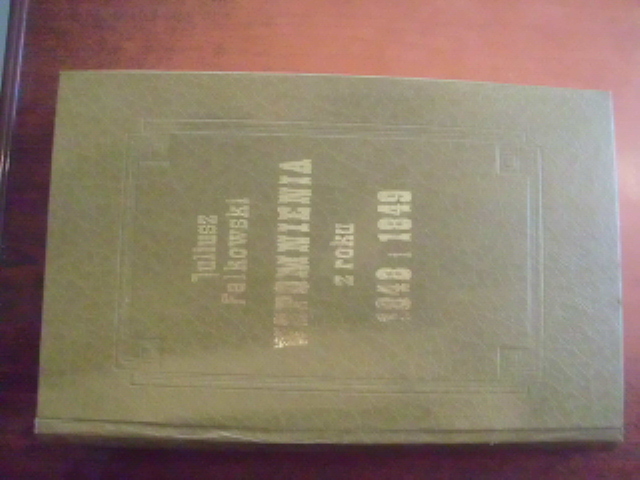 Juliusz
Falkowski
WSPOMNIENIA
z roku
1848 i 1849